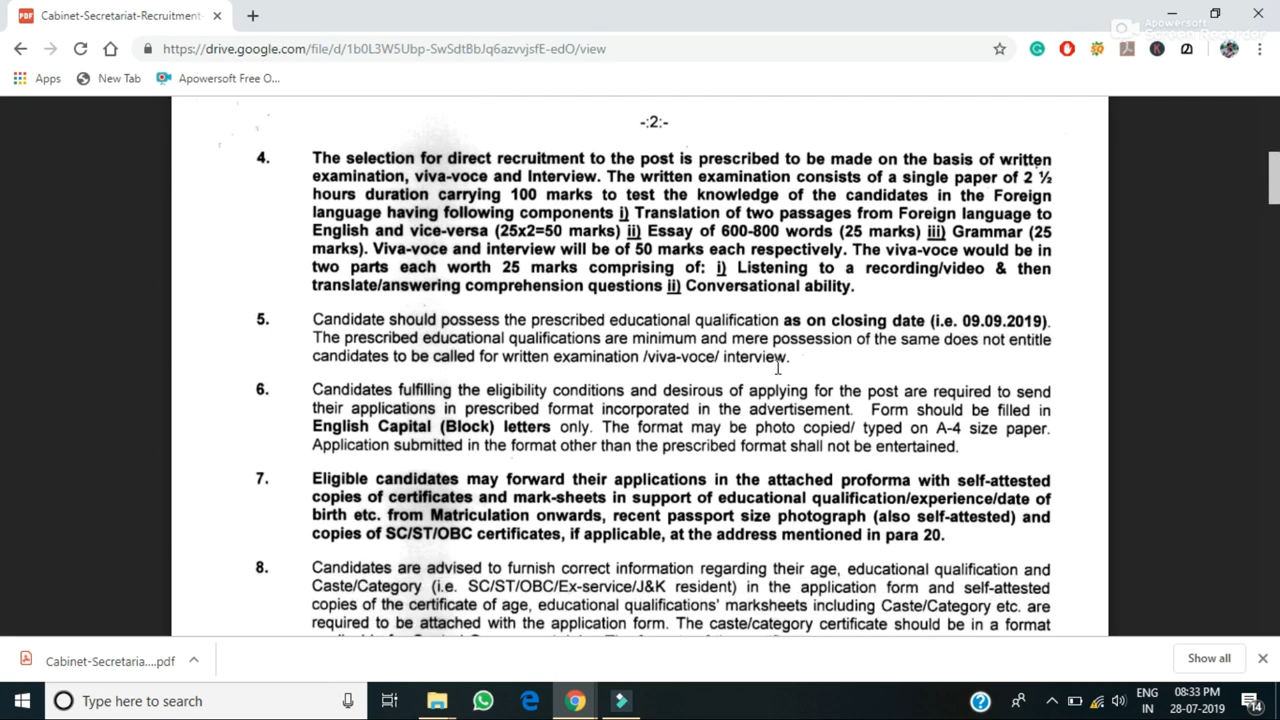 Cabinet-Secretariat-Recruitment-
Apowersoft
Screen Recorder
https://drive.google.com/file/d/1b0L3W5Ubp-SwSdtBbJq6azvvjsfE-edO/view
Apps New Tab Apowersoft Free O...
-:2:-
4. The selection for direct recruitment to the post is prescribed to be made on the basis of written
examination, viva-voce and Interview. The written examination consists of a single paper of 2 ½
hours duration carrying 100 marks to test the knowledge of the candidates in the Foreign
language having following components i) Translation of two passages from Foreign language to
English and vice-versa (25x2=50 marks) ii) Essay of 600-800 words (25 marks) iii) Grammar (25
marks). Viva-voce and interview will be of 50 marks each respectively. The viva-voce would be in
two parts each worth 25 marks comprising of: i) Listening to a recording/video & then
translate/answering comprehension questions ii) Conversational ability.
5. Candidate should possess the prescribed educational qualification as on closing date (i.e. 09.09.2019).
The prescribed educational qualifications are minimum and mere possession of the same does not entitle
candidates to be called for written examination /viva-voce/ interview.
6. Candidates fulfilling the eligibility conditions and desirous of applying for the post are required to send
their applications in prescribed format incorporated in the advertisement. Form should be filled in
English Capital (Block) letters only. The format may be photo copied/ typed on A-4 size paper.
Application submitted in the format other than the prescribed format shall not be entertained.
7. Eligible candidates may forward their applications in the attached proforma with self-attested
copies of certificates and mark-sheets in support of educational qualification/experience/date of
birth etc. from Matriculation onwards, recent passport size photograph (also self-attested) and
copies of SC/ST/OBC certificates, if applicable, at the address mentioned in para 20.
8. Candidates are advised to furnish correct information regarding their age, educational qualification and
Caste/Category (i.e. SC/ST/OBC/Ex-service/J&K resident) in the application form and self-attested
copies of the certificate of age, educational qualifications' marksheets including Caste/Category etc. are
required to be attached with the application form. The caste/category certificate should be in a format
Cabinet-Secretaria....pdf
Show all
Type here to search
ENG
IN
08:33 PM
28-07-2019
14